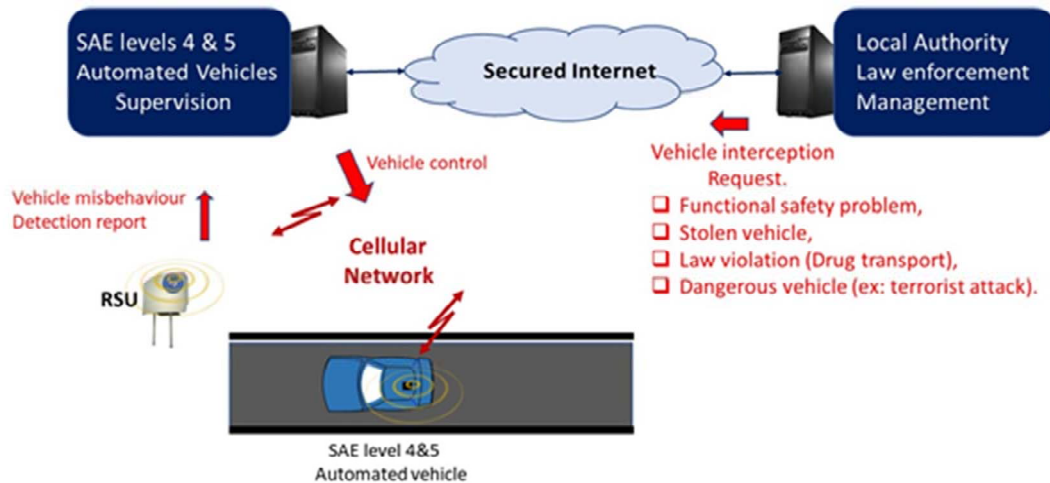 SAE levels 4 & 5
Automated Vehicles
Supervision
Secured Internet
Local Authority
Law enforcement
Management
Vehicle control
Vehicle interception
Request.
Functional safety problem,
Stolen vehicle,
Law violation (Drug transport),
Dangerous vehicle (ex: terrorist attack).
Vehicle misbehaviour
Detection report
Cellular
Network
RSU
SAE level 4&5
Automated vehicle